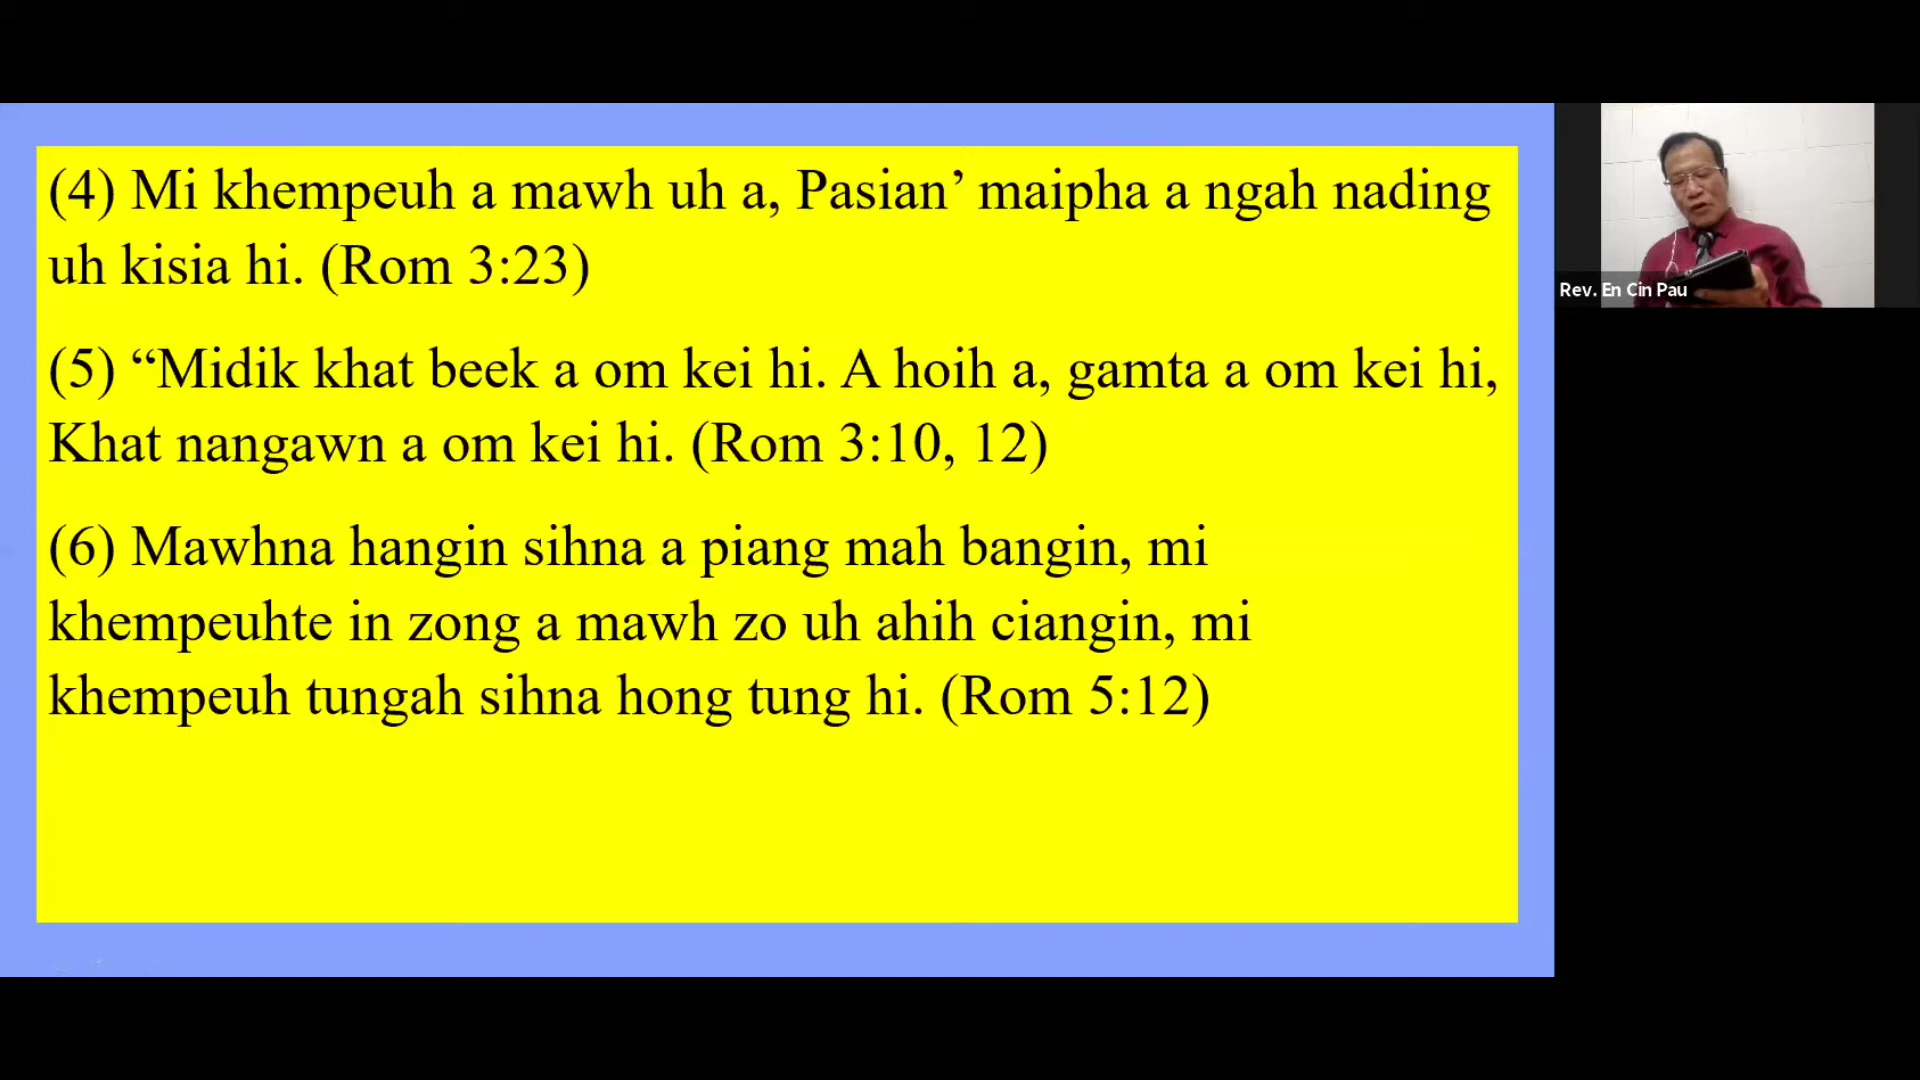 (4) Mi khempeuh a mawh uh a, Pasian’ maipha a ngah nading
uh kisia hi. (Rom 3:23)
(5) “Midik khat beek a om kei hi. A hoih a, gamta a om kei hi,
Khat nangawn a om kei hi. (Rom 3:10, 12)
(6) Mawhna hangin sihna a piang mah bangin, mi
khempeuhte in zong a mawh zo uh ahih ciangin, mi
khempeuh tungah sihna hong tung hi. (Rom 5:12)
Rev. En Cin Pau